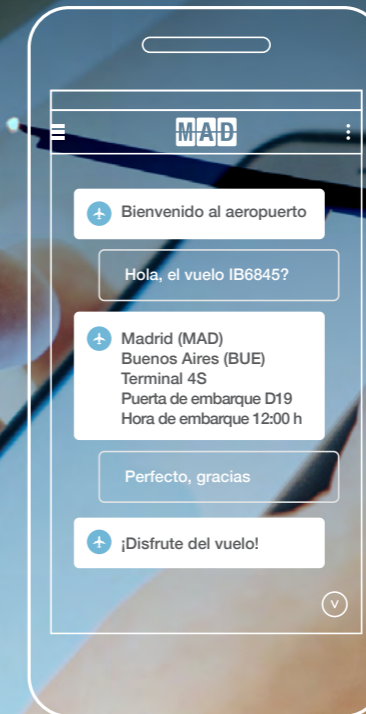 MAD
Bienvenido al aeropuerto
Hola, el vuelo IB6845?
Madrid (MAD)
Buenos Aires (BUE)
Terminal 4S
Puerta de embarque D19
Hora de embarque 12:00 h
Perfecto, gracias
¡Disfrute del vuelo!